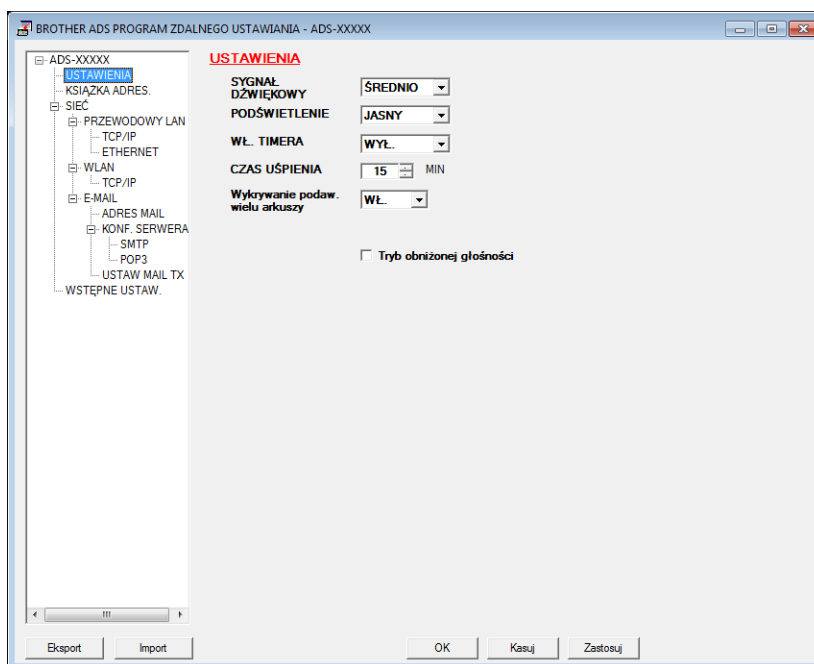 BROTHER ADS PROGRAM ZDALNEGO USTAWIANIA - ADS-XXXXX
ADS-XXXXX
USTAWIENIA
KSIĄŻKA ADRES.
SIEĆ
PRZEWODOWY LAN
TCP/IP
ETHERNET
WLAN
TCP/IP
E-MAIL
ADRES MAIL
KONF. SERWERA
SMTP
POP3
USTAW MAIL TX
WSTĘPNE USTAW.
USTAWIENIA
SYGNAŁ
DŹWIĘKOWY
ŚREDNIO
PODŚWIETLENIE
JASNY
WŁ. TIMERA
WYŁ.
CZAS UŚPIENIA
15 MIN
Wykrywanie podaw.
wielu arkuszy
WŁ.
Tryb obniżonej głośności
Eksport Import OK Kasuj Zastosuj